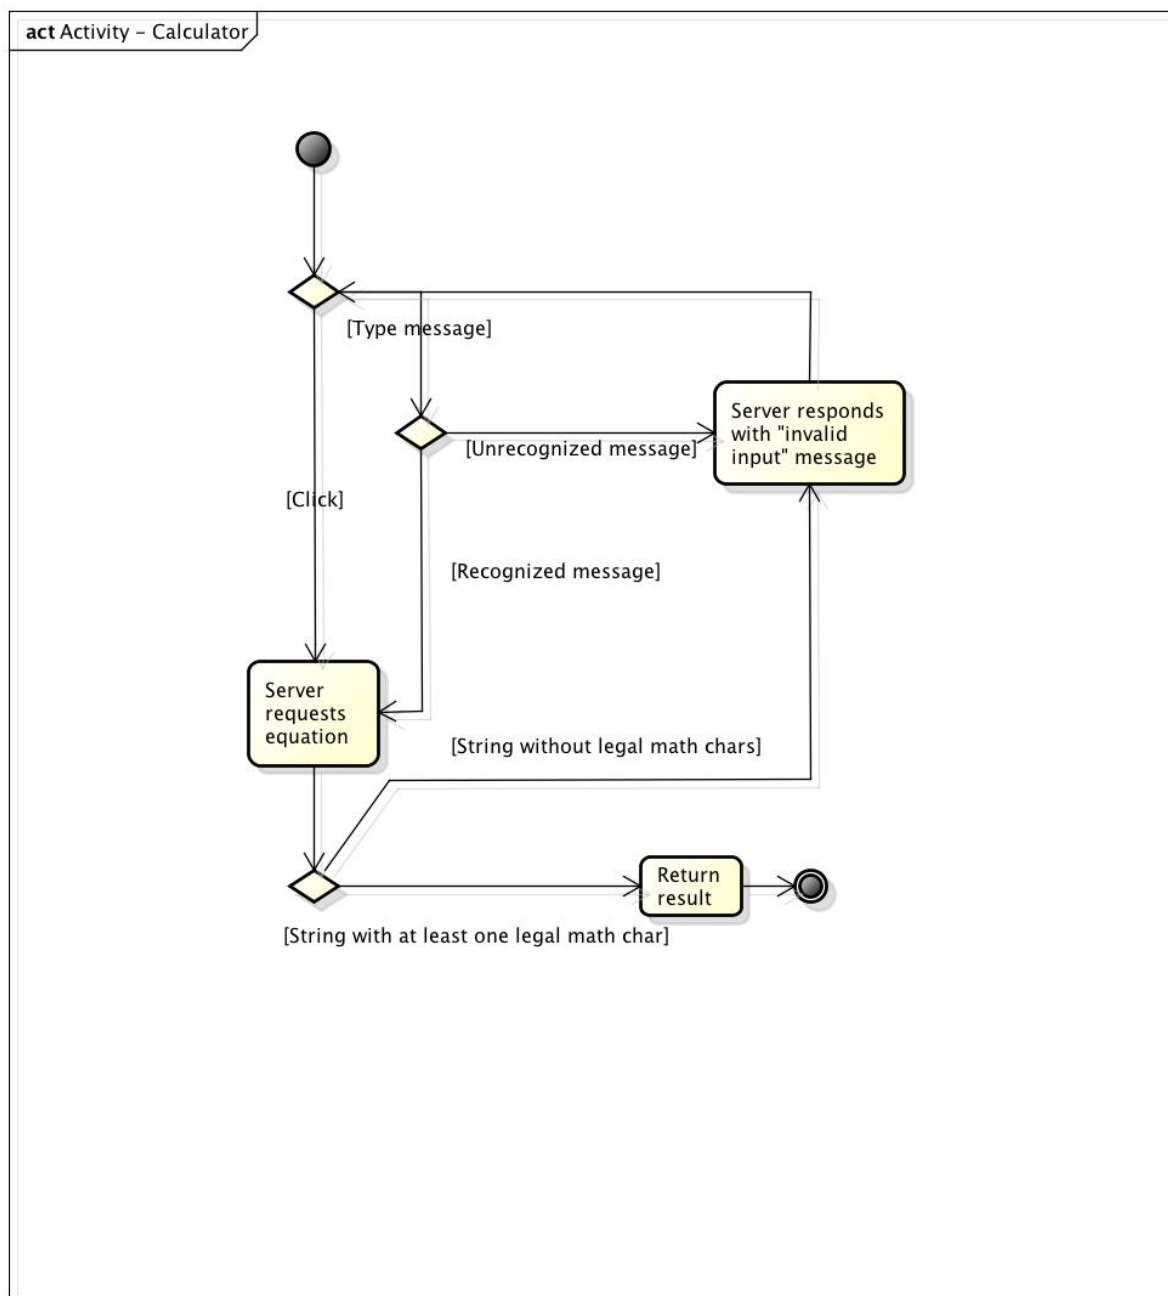 act Activity – Calculator
[Type message]
Server responds
with "invalid
input" message
[Unrecognized message]
[Click]
[Recognized message]
Server
requests
equation
[String without legal math chars]
Return
result
[String with at least one legal math char]